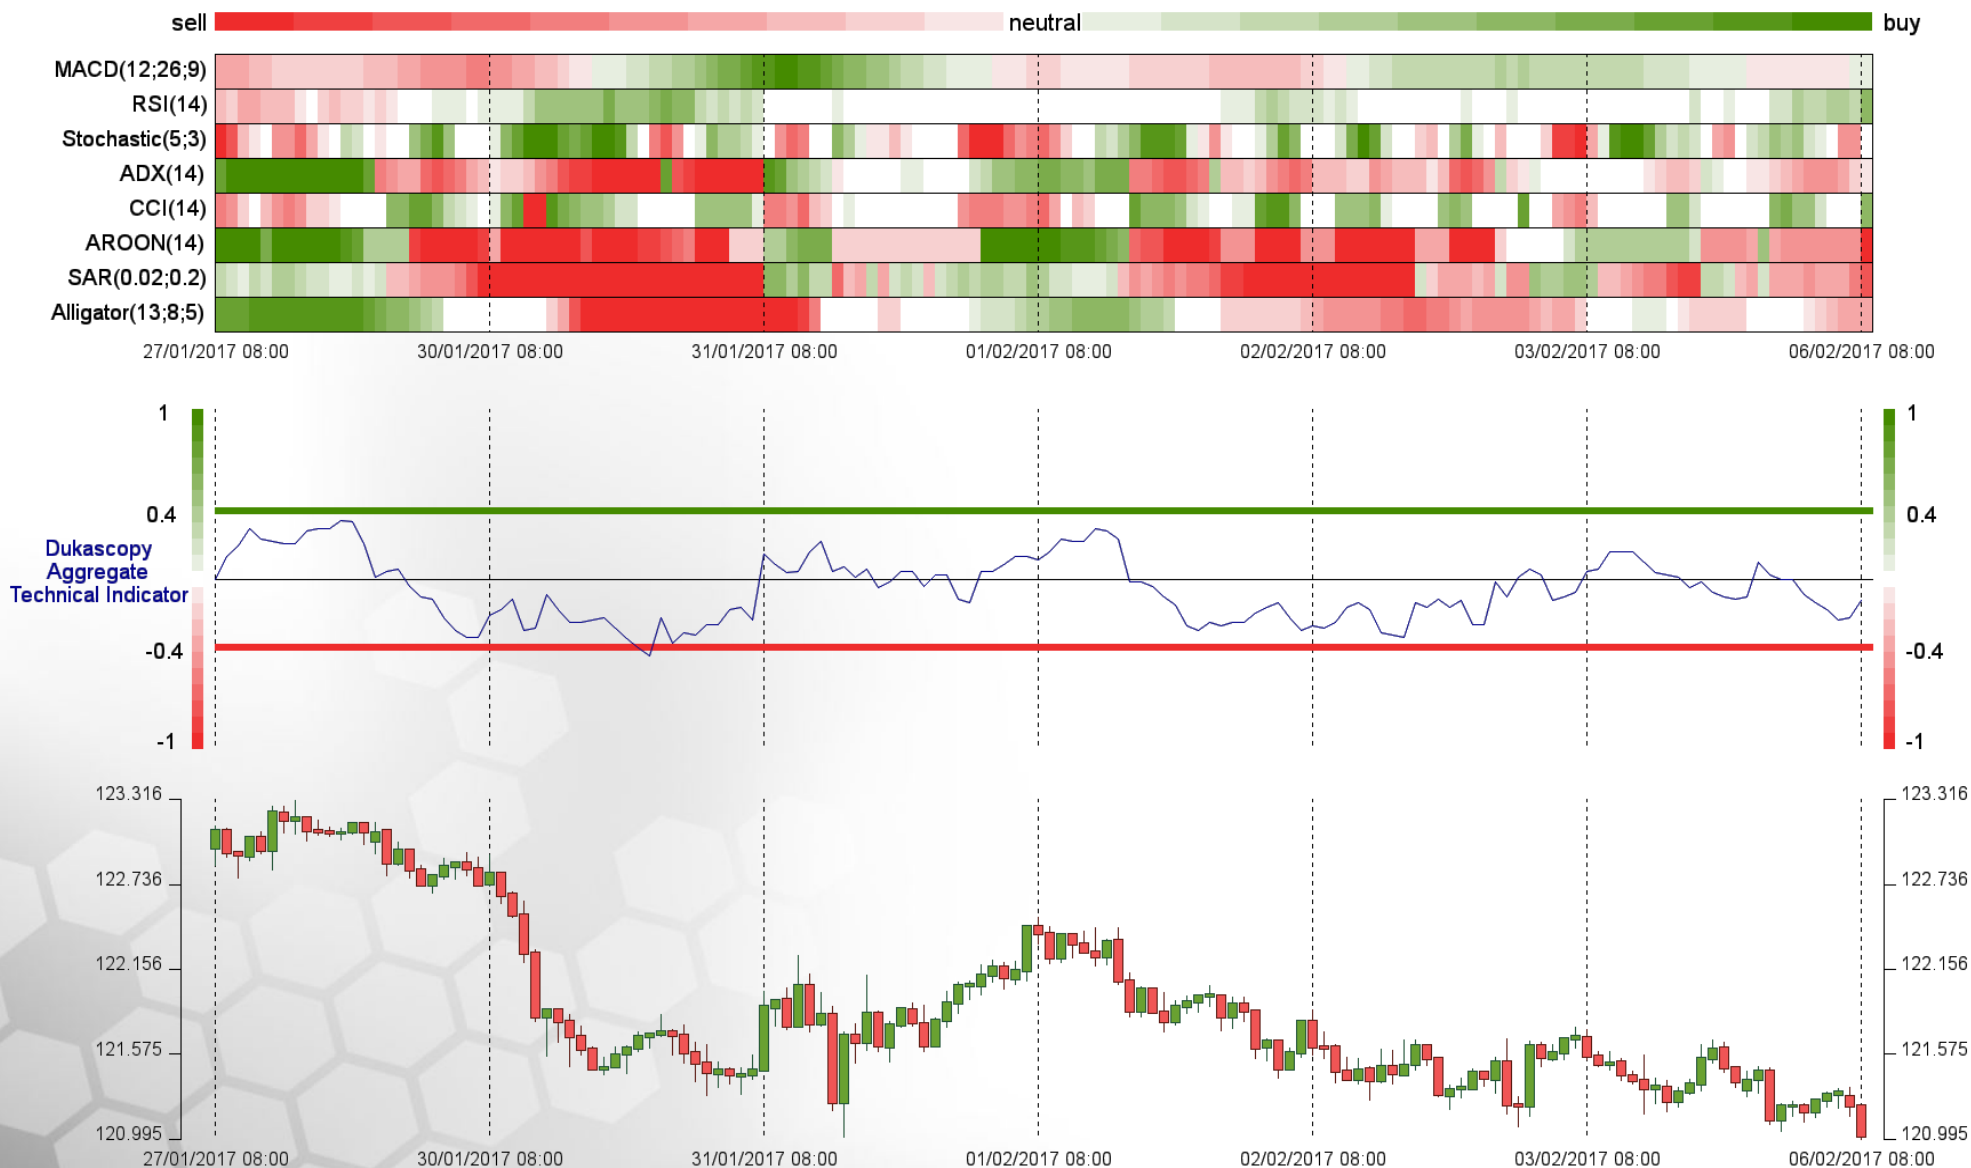 sell neutral buy
MACD(12;26;9)
RSI(14)
Stochastic(5;3)
ADX(14)
CCI(14)
AROON(14)
SAR(0.02;0.2)
Alligator(13;8;5)
27/01/2017 08:00 30/01/2017 08:00 31/01/2017 08:00 01/02/2017 08:00 02/02/2017 08:00 03/02/2017 08:00 06/02/2017 08:00
1 1
0.4 0.4
Dukascopy
Aggregate
Technical Indicator
-0.4 -0.4
-1 -1
123.316 123.316
122.736 122.736
122.156 122.156
121.575 121.575
120.995 120.995
27/01/2017 08:00 30/01/2017 08:00 31/01/2017 08:00 01/02/2017 08:00 02/02/2017 08:00 03/02/2017 08:00 06/02/2017 08:00